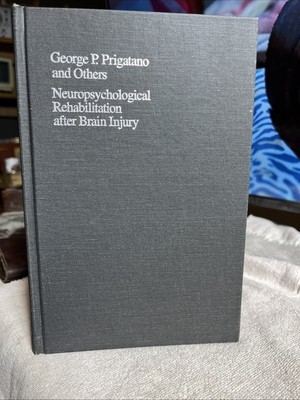 George P. Prigatano
and Others
Neuropsychological
Rehabilitation
after Brain Injury